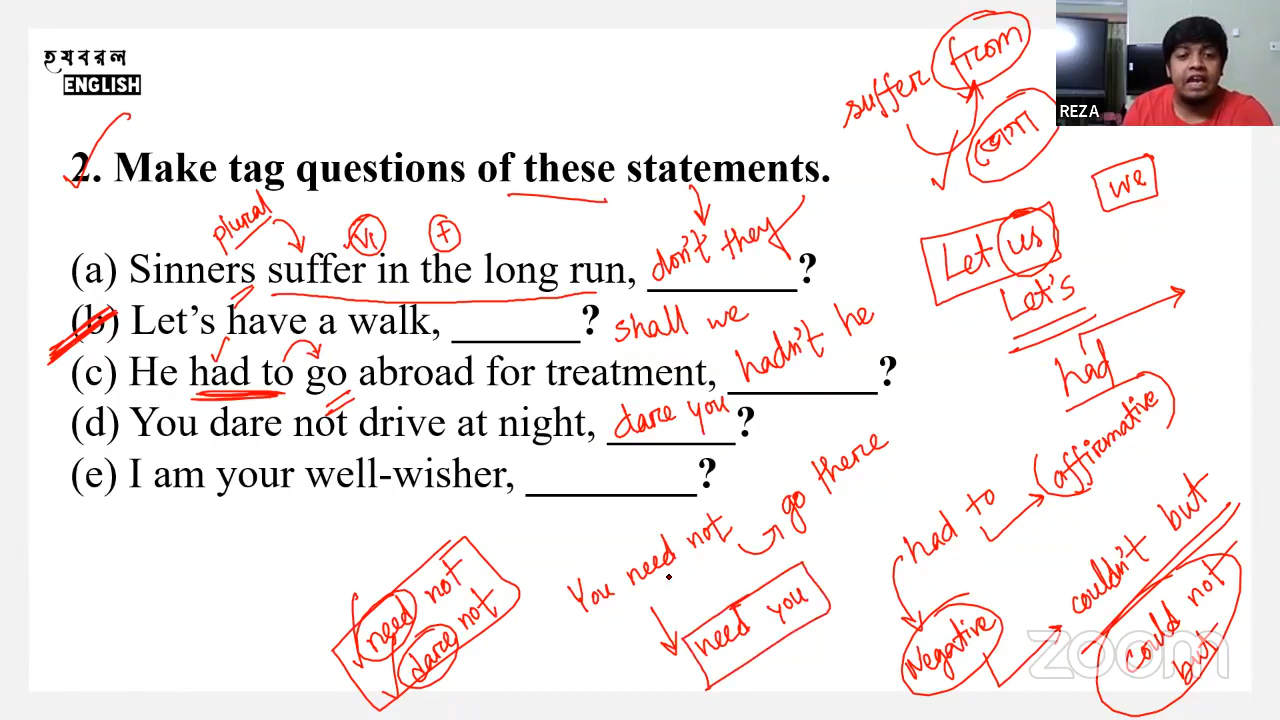 হ য ব র ল
ENGLISH
suffer from
ভোগা
REZA
2. Make tag questions of these statements.
we
plural
V1
F
Let us
Let's
(a) Sinners suffer in the long run, don't they ?
(b) Let’s have a walk, ______? shall we
(c) He had to go abroad for treatment, hadn't he ?
had
(d) You dare not drive at night, dare you ?
(affirmative
(e) I am your well-wisher, ________?
had to
couldn't but
You need not go there
need not
dare not
need you
Negative
could not
but
zoom